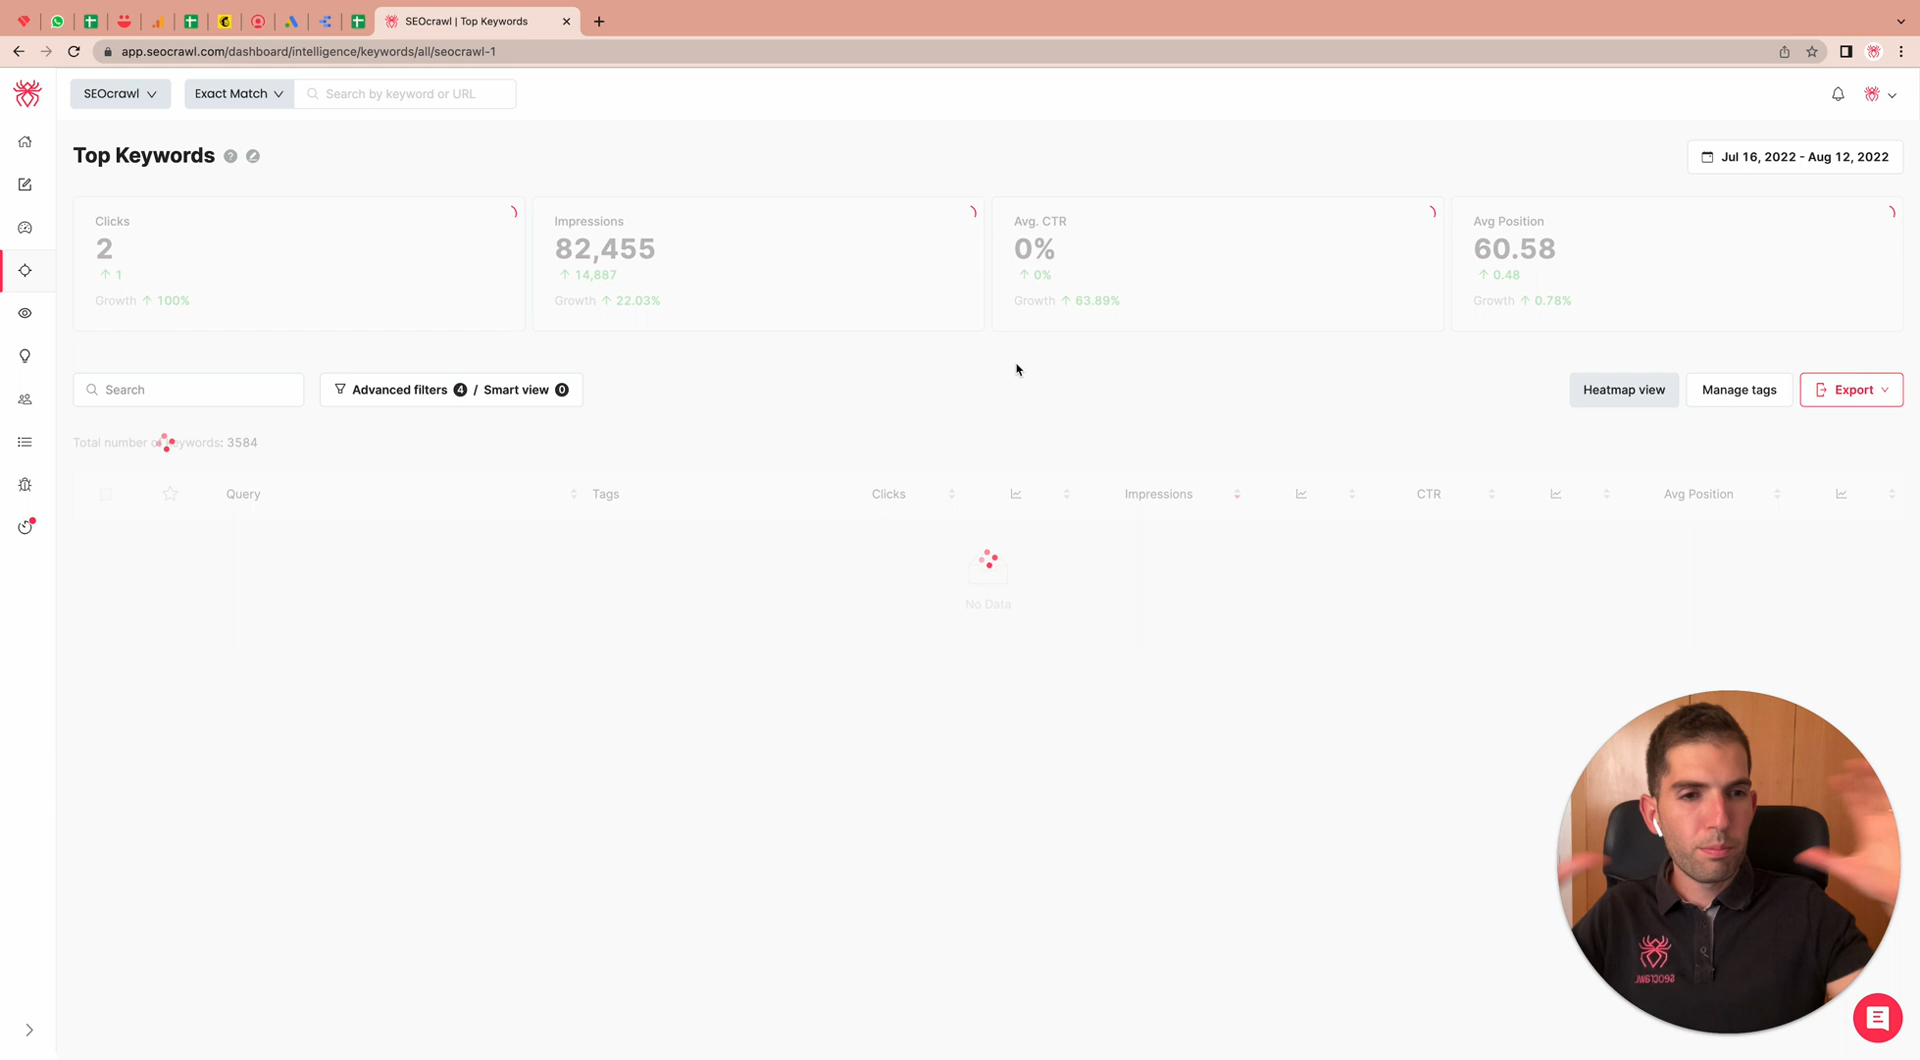 SEOcrawl | Top Keywords
app.seocrawl.com/dashboard/intelligence/keywords/all/seocrawl-1
SEOcrawl
Exact Match
Search by keyword or URL
Top Keywords
Jul 16, 2022 - Aug 12, 2022
Clicks
2
1
Growth 100%
Impressions
82,455
14,887
Growth 22.03%
Avg. CTR
0%
0%
Growth 63.89%
Avg Position
60.58
0.48
Growth 0.78%
Search
Advanced filters 4 / Smart view 0
Heatmap view
Manage tags
Export
Total number of keywords: 3584
Query
Tags
Clicks
Impressions
CTR
Avg Position
No Data
seocrawl